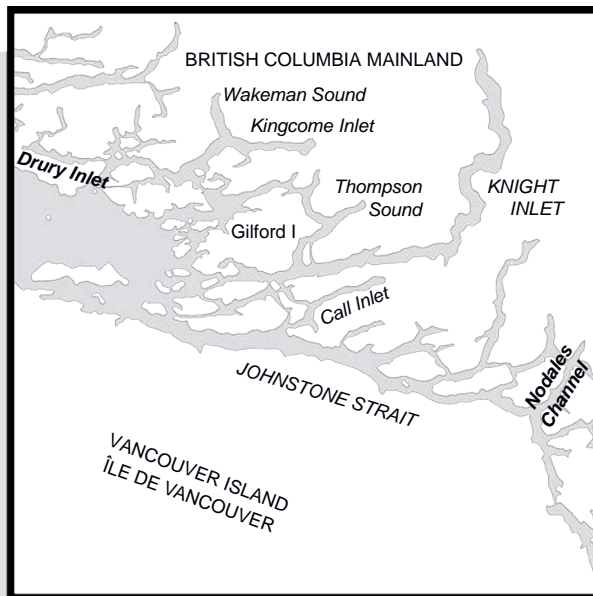 BRITISH COLUMBIA MAINLAND
Wakeman Sound
Kingcome Inlet
Drury Inlet
Thompson
Sound
KNIGHT
INLET
Gilford I
Call Inlet
JOHNSTONE STRAIT
Nodales
Channel
VANCOUVER ISLAND
ÎLE DE VANCOUVER